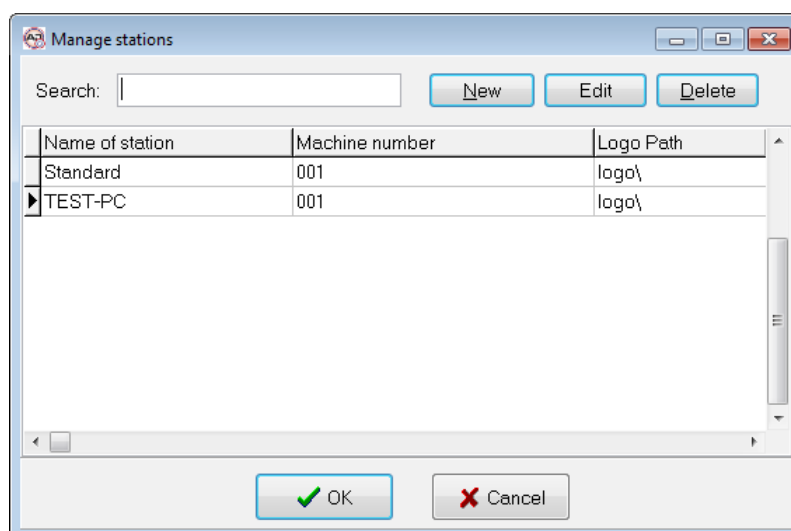 Manage stations
Search: New Edit Delete
Name of station Machine number Logo Path
Standard 001 logo\
TEST-PC 001 logo\
OK Cancel